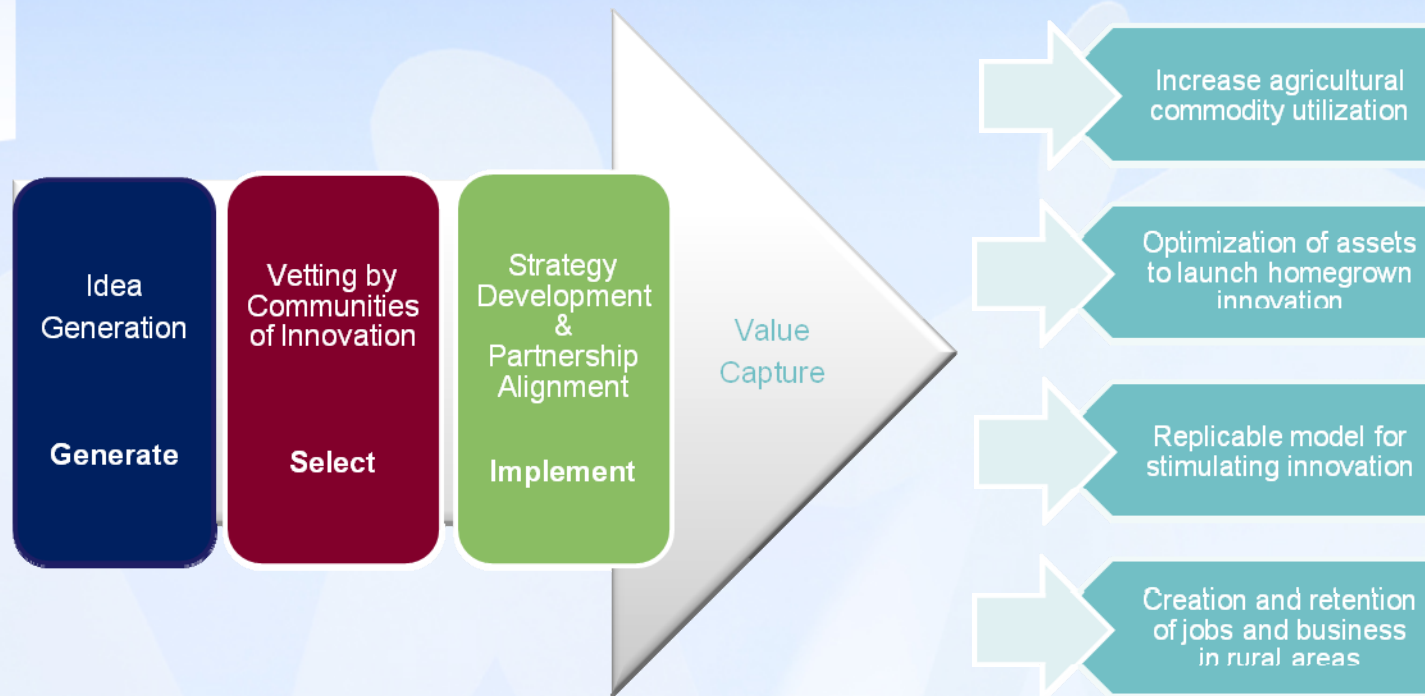 Idea
Generation
Generate
Vetting by
Communities
of Innovation
Select
Strategy
Development
&
Partnership
Alignment
Implement
Value
Capture
Increase agricultural
commodity utilization
Optimization of assets
to launch homegrown
innovation
Replicable model for
stimulating innovation
Creation and retention
of jobs and business
in rural areas